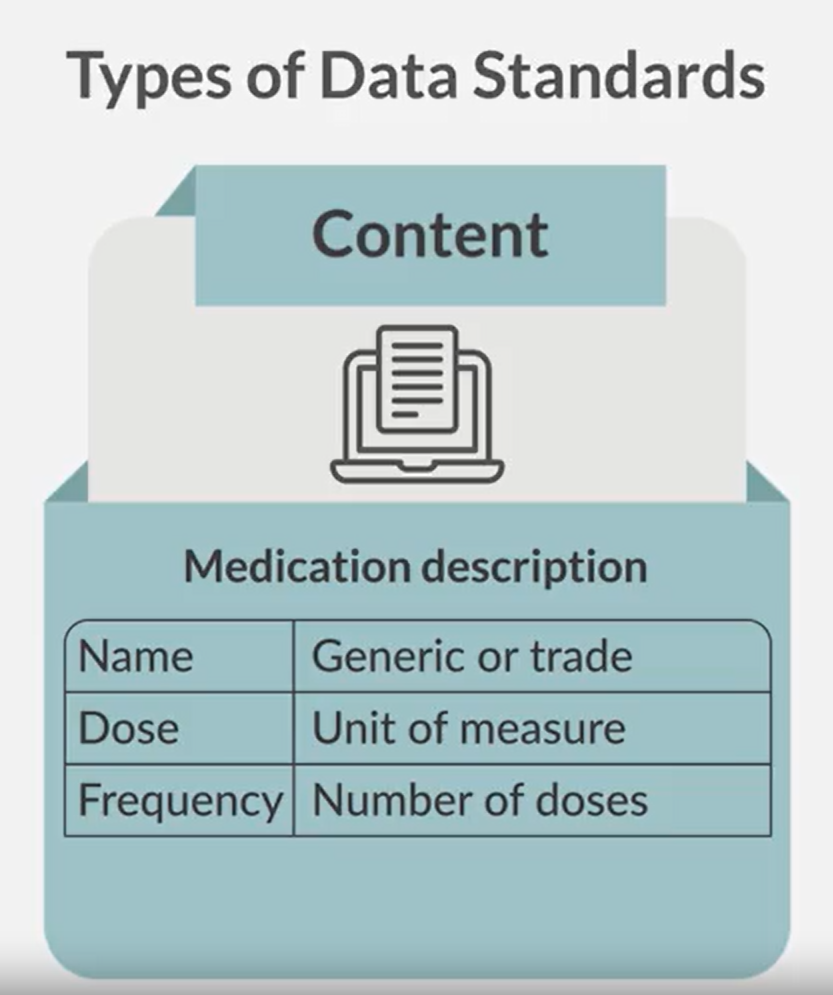 Types of Data Standards
Content
Medication description
Name Generic or trade
Dose Unit of measure
Frequency Number of doses